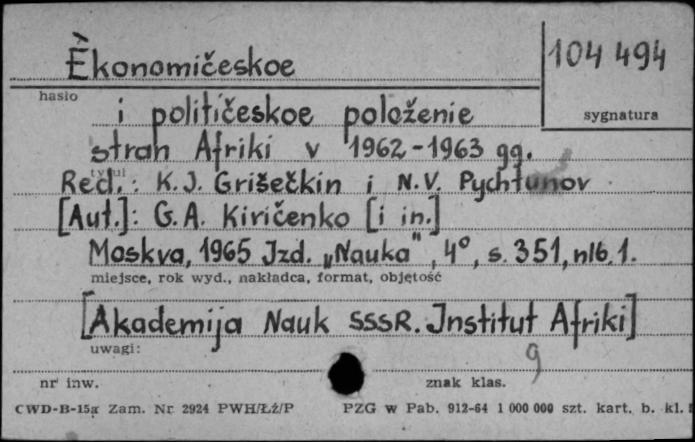 Èkonomičeskoe
104 494
hasło
i političeskoe położenie
sygnatura
stran Afriki v 1962-1963 gg.
tytuł
Red.: K.J. Grišečkin i N.V. Pychtunov
[Aut.]: G.A. Kiričenko [i in.]
Moskva, 1965 Jzd. „Nauka", 4°, s. 351, nlb. 1.
miejsce, rok wyd., nakładca, format, objętość
[Akademija Nauk SSSR. Jnstitut Afriki]
uwagi:
9
nr inw.
znak klas.
CWD-B-15a Zam. Nr 2924 PWH/Łź/P PZG w Pab. 912-64 1 000 000 szt. kart. b. kl.